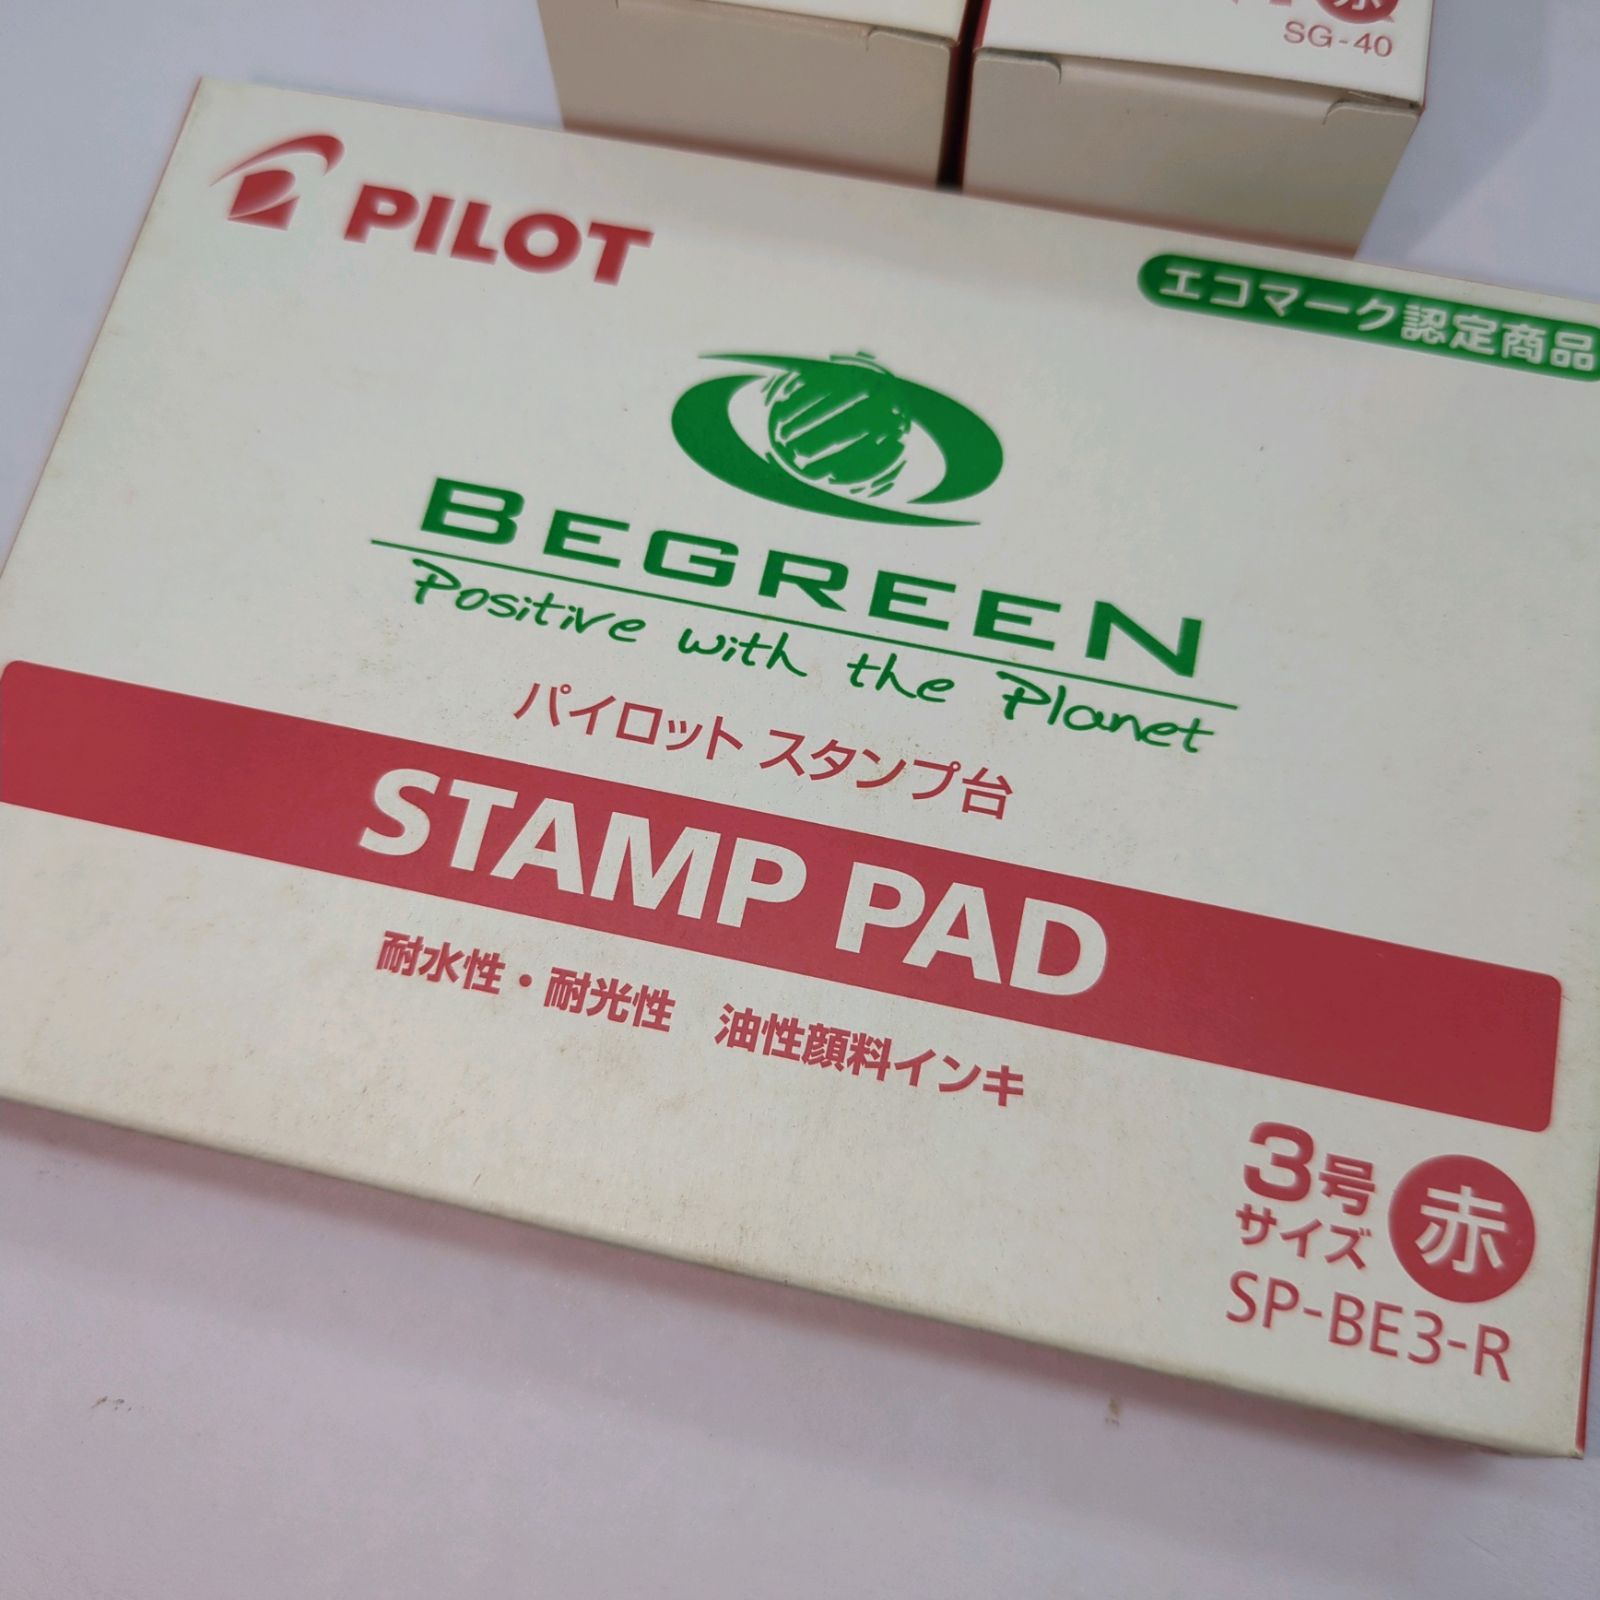 SG-40
PILOT
エコマーク認定商品
BEGREEN
Positive with the Planet
パイロット スタンプ台
STAMP PAD
耐水性・耐光性 油性顔料インキ
3号
サイズ
赤
SP-BE3-R